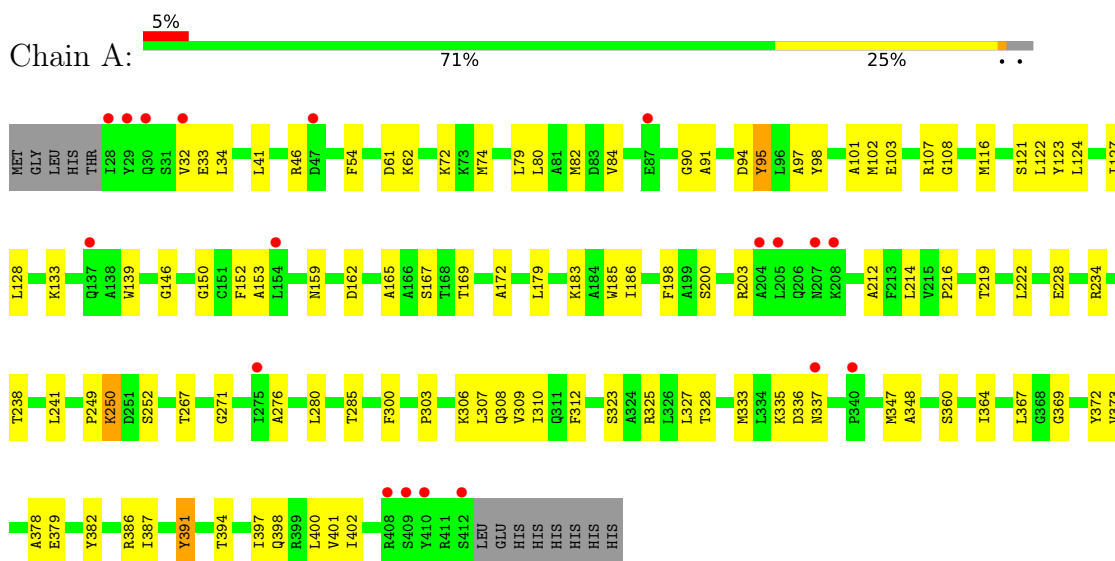 5%
Chain A:
71% 25% • •
MET GLY LEU HIS THR I28 Y29 Q30 S31 V32 E33 L34 L41 R46 D47 F54 D61 K62 K72 K73 M74 L79 L80 A81 M82 D83 V84 E87 G90 A91 D94 Y95 L96 A97 Y98 A101 M102 E103 R107 G108 M116 S121 L122 Y123 L124 I127
L128 K133 Q137 A138 W139 G146 G150 C151 F152 A153 L154 N159 D162 A165 A166 S167 T168 T169 A172 L179 K183 A184 W185 I186 F198 A199 S200 R203 A204 L205 Q206 N207 K208 A212 F213 L214 V215 P216 T219 L222 E228 R234
T238 L241 P249 K250 D251 S252 T267 G271 I275 A276 L280 T285 F300 P303 K306 L307 Q308 V309 I310 Q311 F312 S323 A324 R325 L326 L327 T328 M333 L334 K335 D336 N337 P340 M347 A348 S360 I364 L367 G368 G369 Y372 V373
A378 E379 Y382 R386 I387 Y391 T394 I397 Q398 R399 L400 V401 I402 R408 S409 Y410 R411 S412 LEU GLU HIS HIS HIS HIS HIS HIS